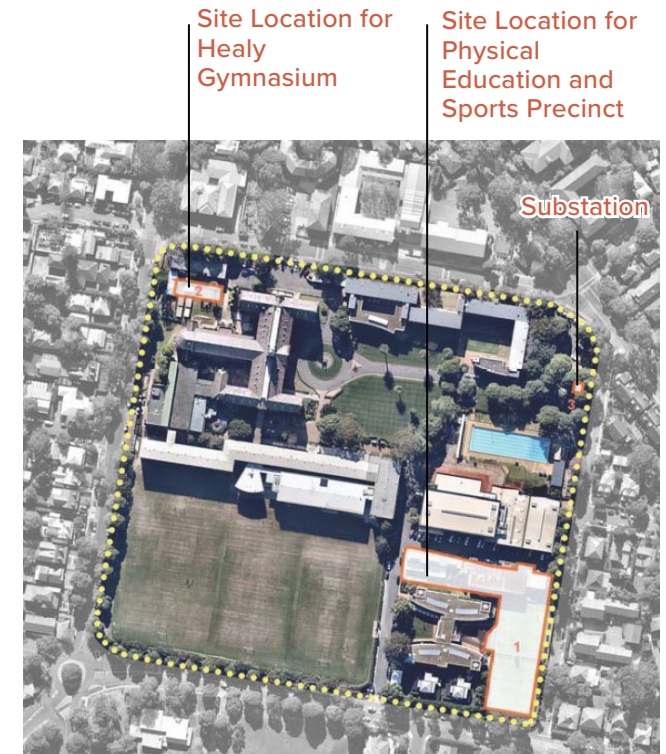 Site Location for
Healy
Gymnasium
Site Location for
Physical
Education and
Sports Precinct
Substation
2
3
1